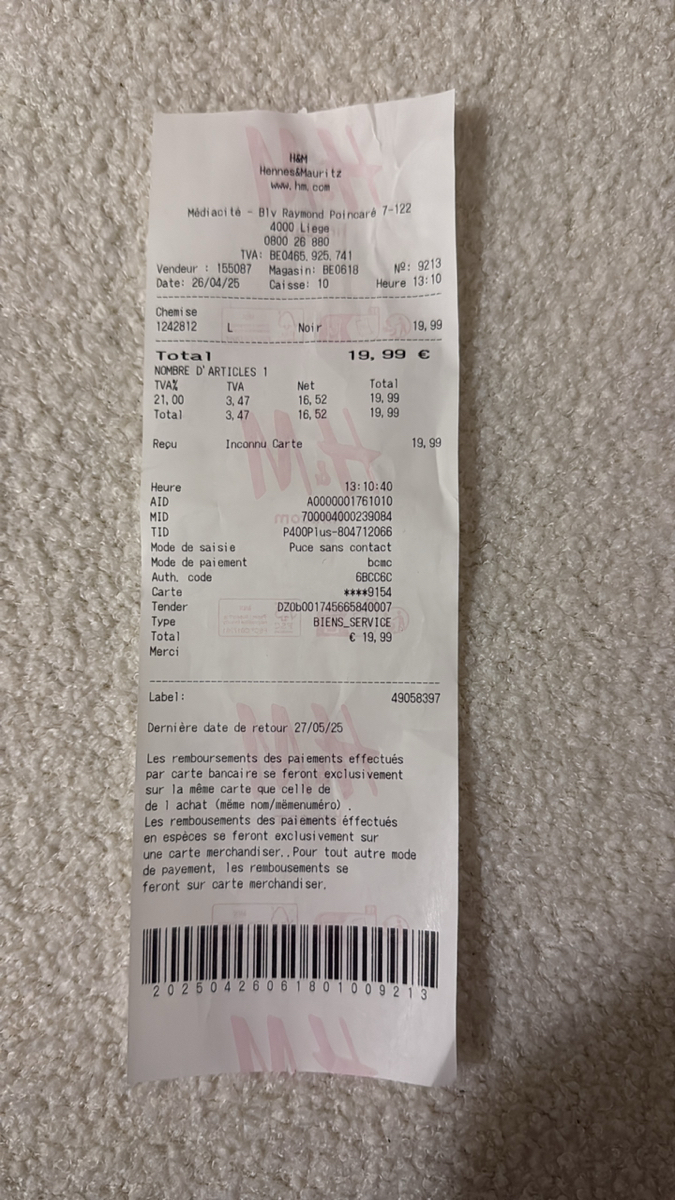 H&M
Hennes&Mauritz
www.hm.com
Médiacité - Blv Raymond Poincaré 7-122
4000 Liege
0800 26 880
TVA: BE0465.925.741
Vendeur : 155087 Magasin: BE0618 Nº: 9213
Date: 26/04/25 Caisse: 10 Heure 13:10
Chemise
1242812 L Noir 19,99
Total 19,99 €
NOMBRE D'ARTICLES 1
TVA% TVA Net Total
21,00 3,47 16,52 19,99
Total 3,47 16,52 19,99
Reçu Inconnu Carte 19,99
Heure 13:10:40
AID A0000001761010
MID 700004000239084
TID P400Plus-804712066
Mode de saisie Puce sans contact
Mode de paiement bcmc
Auth. code 6BCC6C
Carte ****9154
Tender DZ0b001745665840007
Type BIENS_SERVICE
Total € 19,99
Merci
Label: 49058397
Dernière date de retour 27/05/25
Les remboursements des paiements effectués
par carte bancaire se feront exclusivement
sur la même carte que celle de
de l achat (même nom/mêmenuméro) .
Les rembousements des paiements éffectués
en espèces se feront exclusivement sur
une carte merchandiser..Pour tout autre mode
de payement, les rembousements se
feront sur carte merchandiser.
20250426061801009213